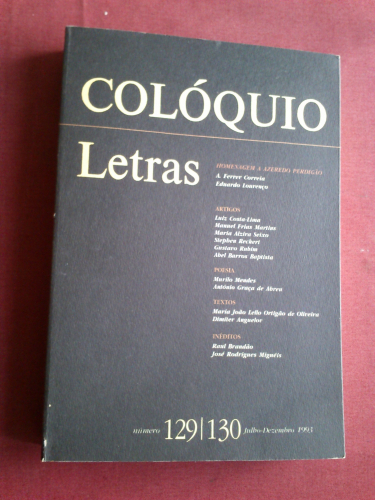 COLÓQUIO
Letras
HOMENAGEM A AZEREDO PERDIGÃO
A. Ferrer Correia
Eduardo Lourenço
ARTIGOS
Luiz Costa-Lima
Manuel Frias Martins
Maria Alzira Seixo
Stephen Reckert
Gustavo Rubim
Abel Barros Baptista
POESIA
Murilo Mendes
António Graça de Abreu
TEXTOS
Maria João Lello Ortigão de Oliveira
Dimíter Ánguelov
INÉDITOS
Raul Brandão
José Rodrigues Miguéis
número 129|130 Julho-Dezembro 1993